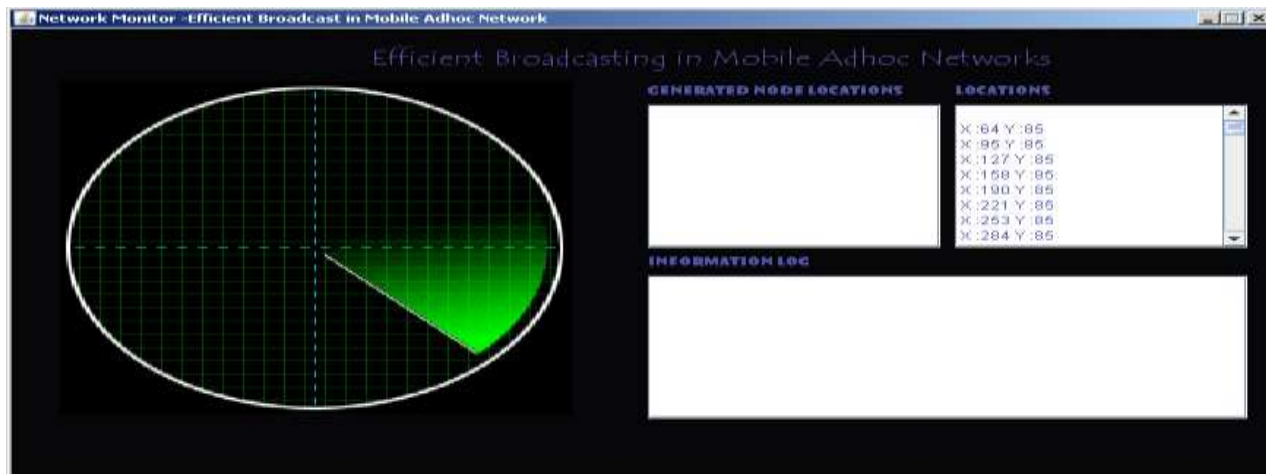 Network Monitor -Efficient Broadcast in Mobile Adhoc Network
Efficient Broadcasting in Mobile Adhoc Networks
GENERATED NODE LOCATIONS
LOCATIONS
X :64 Y :85
X :95 Y :85
X :127 Y :85
X :158 Y :85
X :190 Y :85
X :221 Y :85
X :253 Y :85
X :284 Y :85
INFORMATION LOG